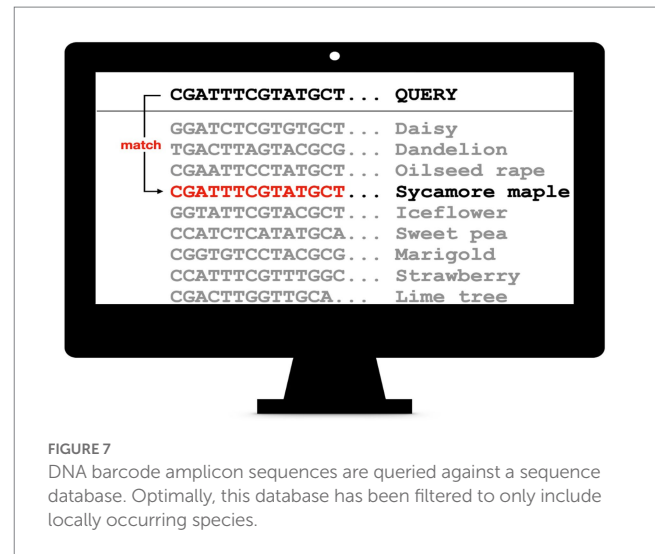 CGATTTCGTATGCT... QUERY
match
GGATCTCGTGTGCT... Daisy
TGACTTAGTACGCG... Dandelion
CGAATTCCTATGCT... Oilseed rape
CGATTTCGTATGCT... Sycamore maple
GGTATTCGTACGCT... Iceflower
CCATCTCATATGCA... Sweet pea
CGGTGTCCTACGCG... Marigold
CCATTTCGTTTGGC... Strawberry
CGACTTGGTTGCA... Lime tree
FIGURE 7
DNA barcode amplicon sequences are queried against a sequence
database. Optimally, this database has been filtered to only include
locally occurring species.